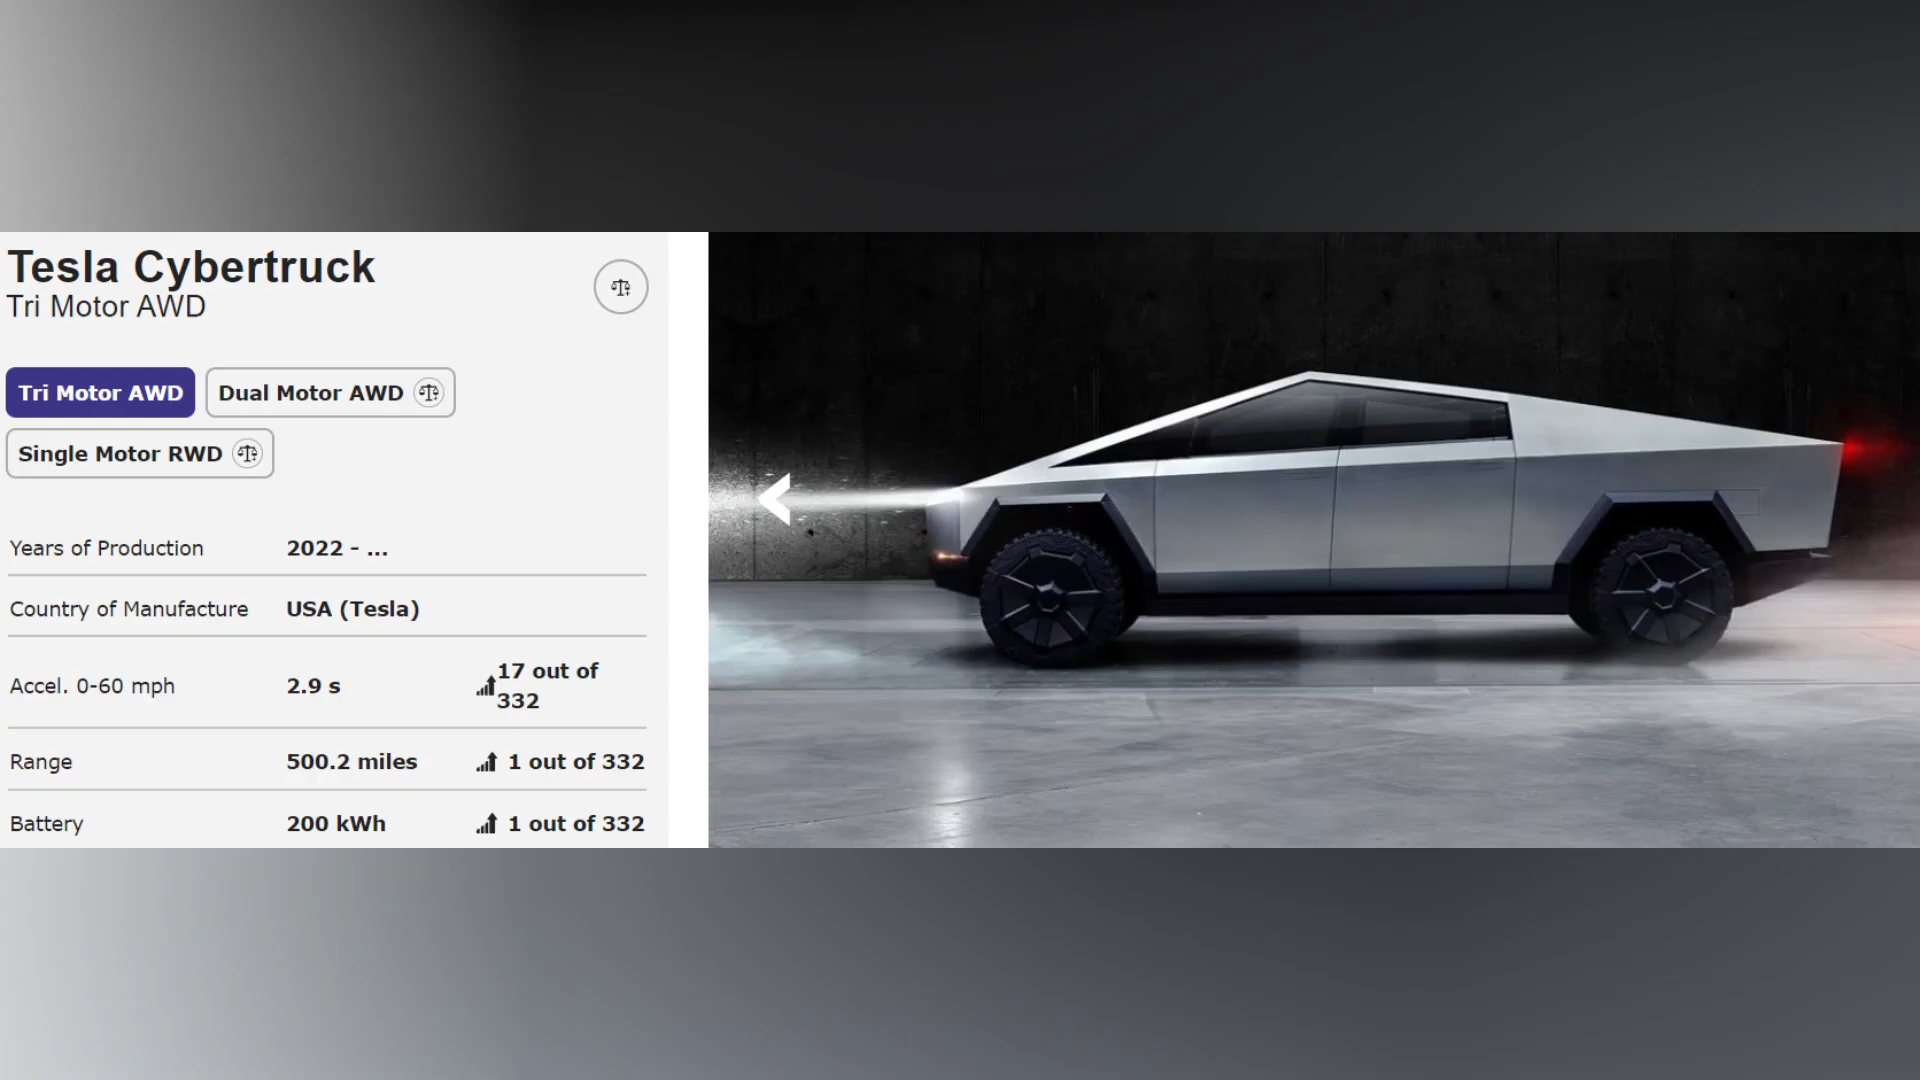 Tesla Cybertruck
Tri Motor AWD
Tri Motor AWD
Dual Motor AWD
Single Motor RWD
Years of Production 2022 - ...
Country of Manufacture USA (Tesla)
Accel. 0-60 mph 2.9 s 17 out of
332
Range 500.2 miles 1 out of 332
Battery 200 kWh 1 out of 332